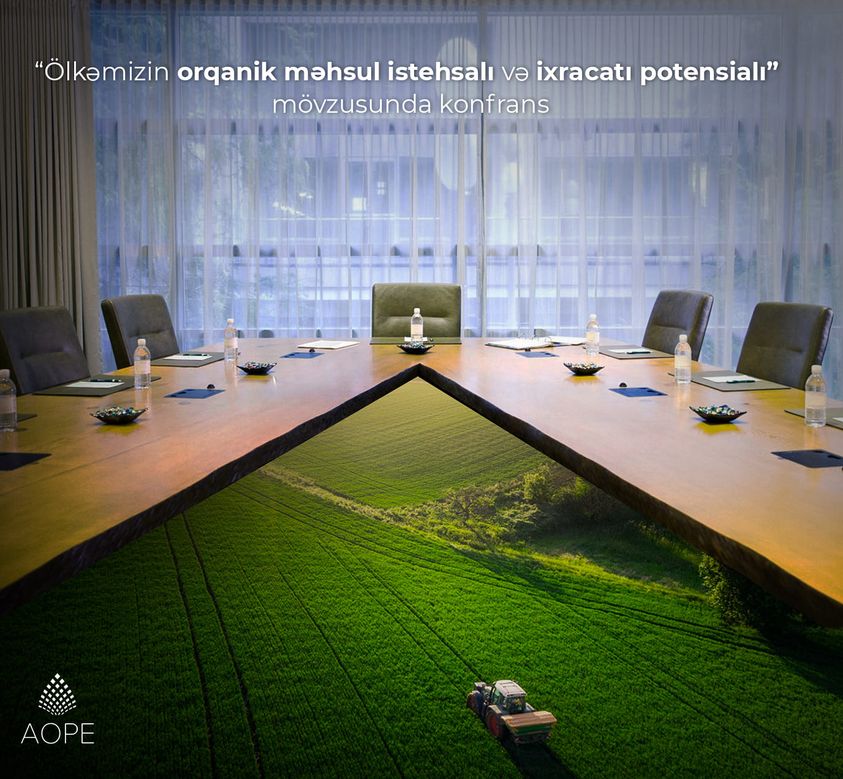 “Ölkəmizin orqanik məhsul istehsalı və ixracatı potensialı”
mövzusunda konfrans
AOPE